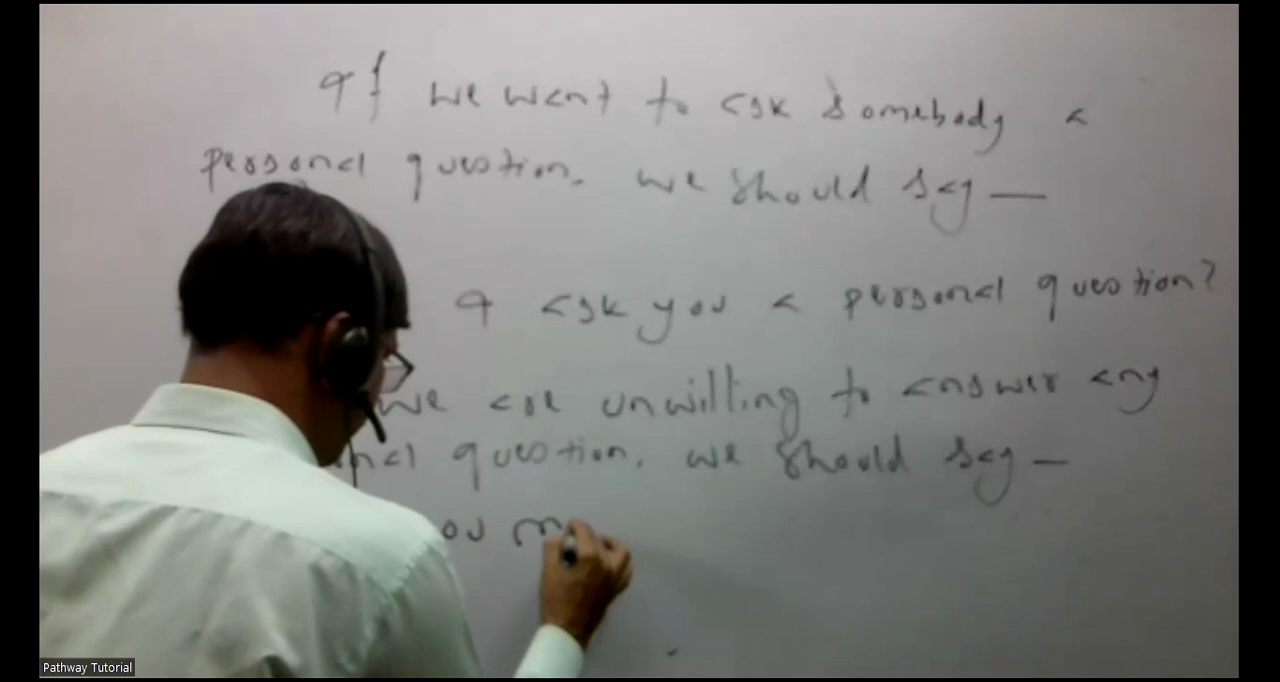 If we want to ask somebody a
personal question, we should say —
I ask you a personal question?
we are unwilling to answer any
question, we should say —
Pathway Tutorial